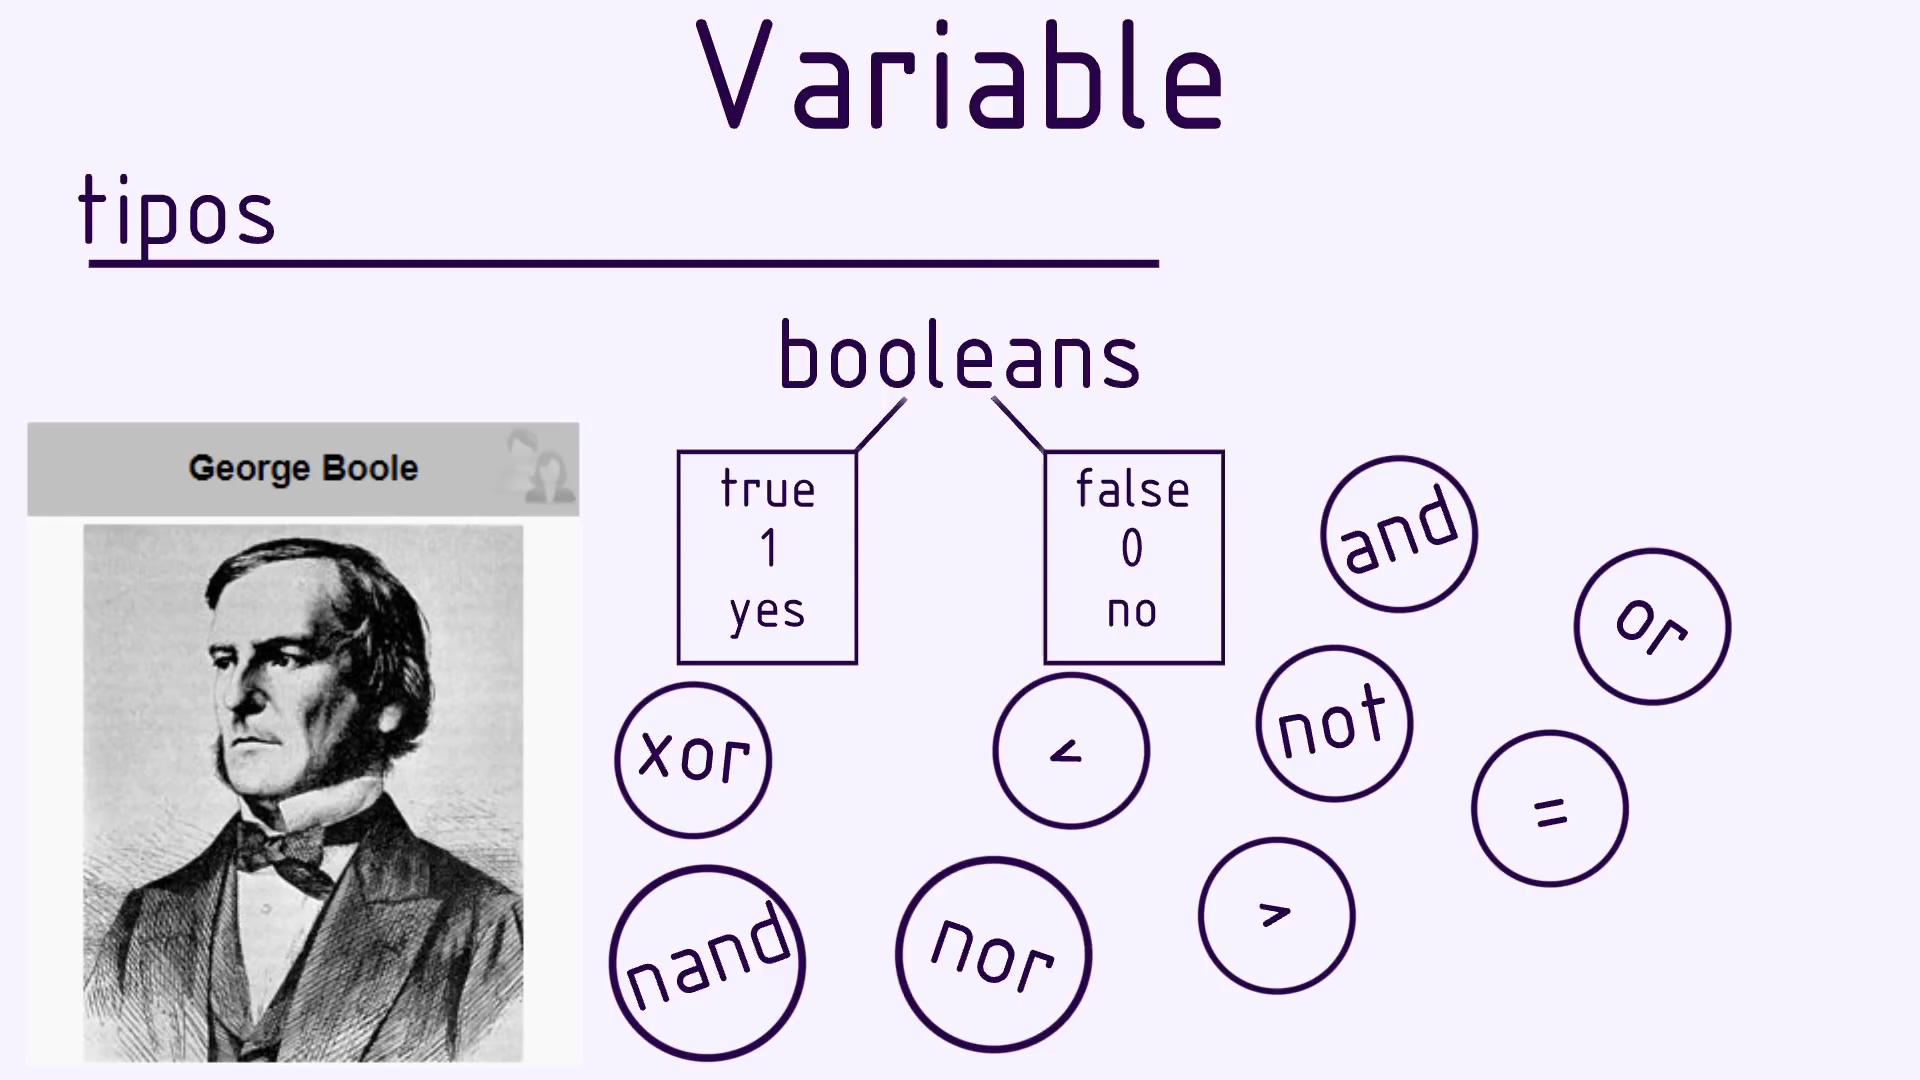 Variable
tipos
booleans
George Boole
true
1
yes
false
0
no
and
or
not
xor
<
=
>
nand
nor